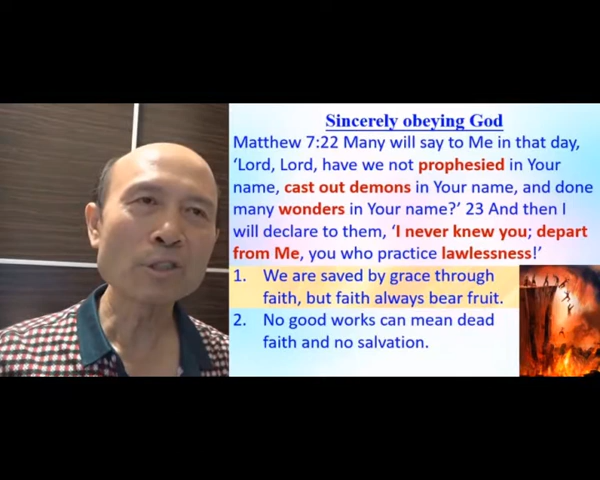 Sincerely obeying God
Matthew 7:22 Many will say to Me in that day,
‘Lord, Lord, have we not prophesied in Your
name, cast out demons in Your name, and done
many wonders in Your name?’ 23 And then I
will declare to them, ‘I never knew you; depart
from Me, you who practice lawlessness!’
1. We are saved by grace through
faith, but faith always bear fruit.
2. No good works can mean dead
faith and no salvation.